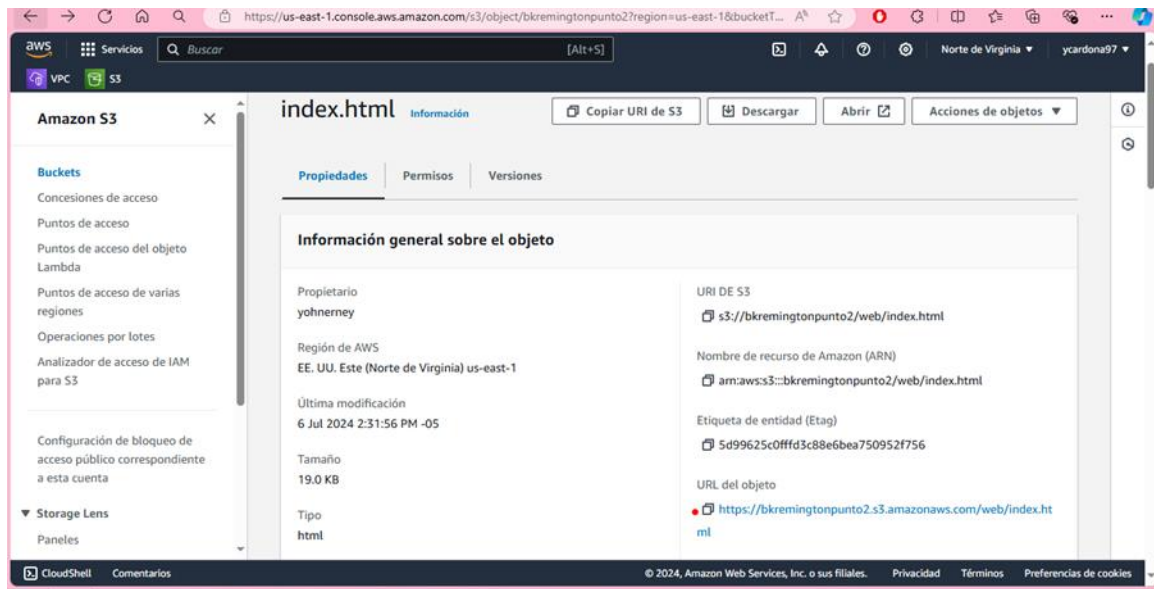 https://us-east-1.console.aws.amazon.com/s3/object/bkremingtonpunto2?region=us-east-1&bucketT...
aws Servicios Buscar [Alt+S] Norte de Virginia ycardona97
VPC S3
Amazon S3
Buckets
Concesiones de acceso
Puntos de acceso
Puntos de acceso del objeto
Lambda
Puntos de acceso de varias
regiones
Operaciones por lotes
Analizador de acceso de IAM
para S3
Configuración de bloqueo de
acceso público correspondiente
a esta cuenta
Storage Lens
Paneles
index.html Información Copiar URI de S3 Descargar Abrir Acciones de objetos
Propiedades Permisos Versiones
Información general sobre el objeto
Propietario
yohnerney
Región de AWS
EE. UU. Este (Norte de Virginia) us-east-1
Última modificación
6 Jul 2024 2:31:56 PM -05
Tamaño
19.0 KB
Tipo
html
URI DE S3
s3://bkremingtonpunto2/web/index.html
Nombre de recurso de Amazon (ARN)
arn:aws:s3:::bkremingtonpunto2/web/index.html
Etiqueta de entidad (Etag)
5d99625c0fffd3c88e6bea750952f756
URL del objeto
https://bkremingtonpunto2.s3.amazonaws.com/web/index.ht
ml
CloudShell Comentarios © 2024, Amazon Web Services, Inc. o sus filiales. Privacidad Términos Preferencias de cookies